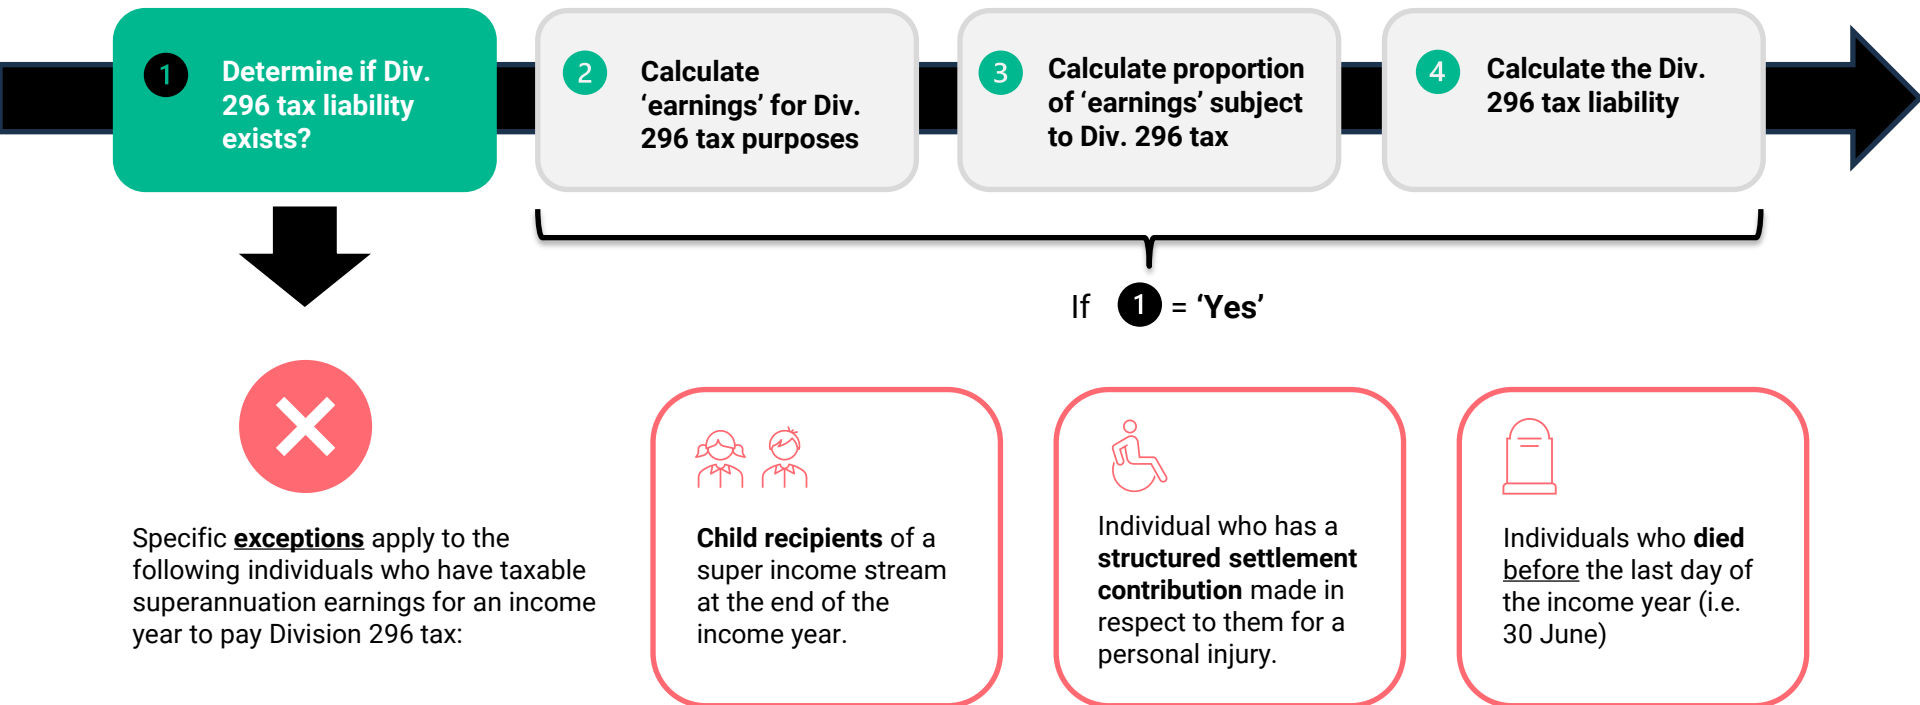 1
Determine if Div.
296 tax liability
exists?
2
Calculate
‘earnings’ for Div.
296 tax purposes
3
Calculate proportion
of ‘earnings’ subject
to Div. 296 tax
4
Calculate the Div.
296 tax liability
If 1 = ‘Yes’
Specific exceptions apply to the
following individuals who have taxable
superannuation earnings for an income
year to pay Division 296 tax:
Child recipients of a
super income stream
at the end of the
income year.
Individual who has a
structured settlement
contribution made in
respect to them for a
personal injury.
Individuals who died
before the last day of
the income year (i.e.
30 June)